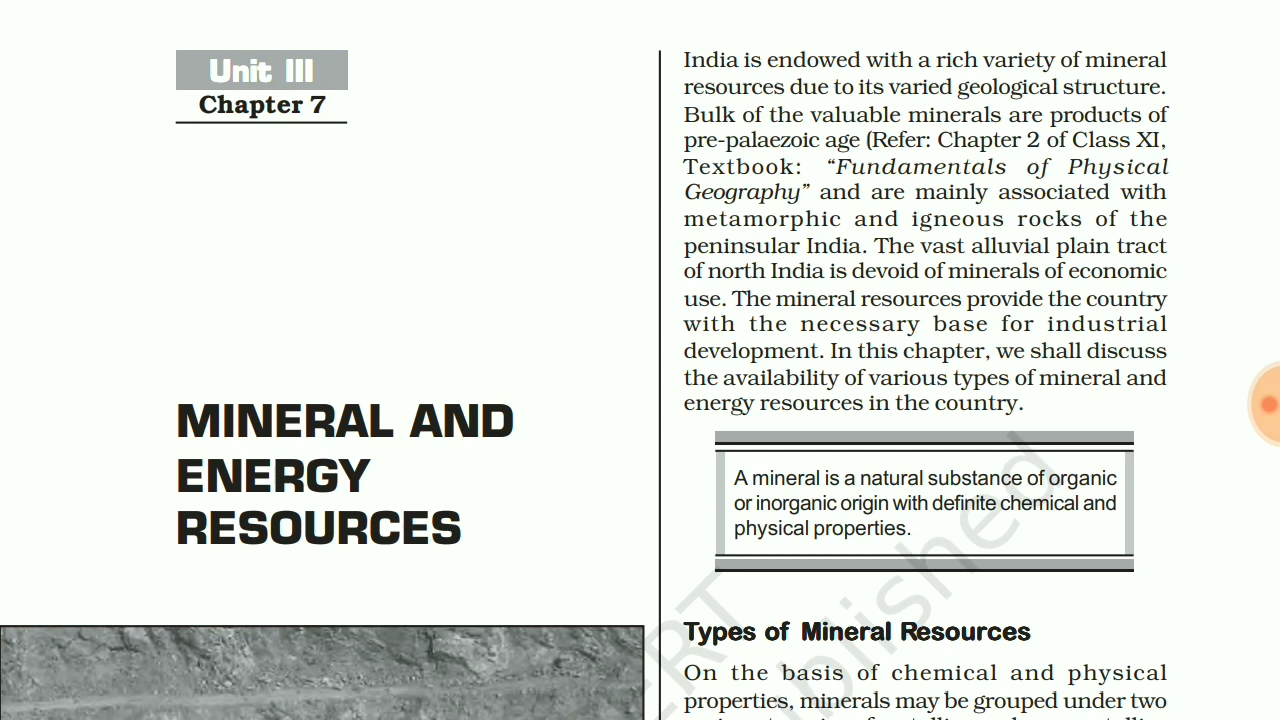 Unit III
Chapter 7
MINERAL AND
ENERGY
RESOURCES
India is endowed with a rich variety of mineral
resources due to its varied geological structure.
Bulk of the valuable minerals are products of
pre-palaezoic age (Refer: Chapter 2 of Class XI,
Textbook: “Fundamentals of Physical
Geography” and are mainly associated with
metamorphic and igneous rocks of the
peninsular India. The vast alluvial plain tract
of north India is devoid of minerals of economic
use. The mineral resources provide the country
with the necessary base for industrial
development. In this chapter, we shall discuss
the availability of various types of mineral and
energy resources in the country.
A mineral is a natural substance of organic
or inorganic origin with definite chemical and
physical properties.
Types of Mineral Resources
On the basis of chemical and physical
properties, minerals may be grouped under two